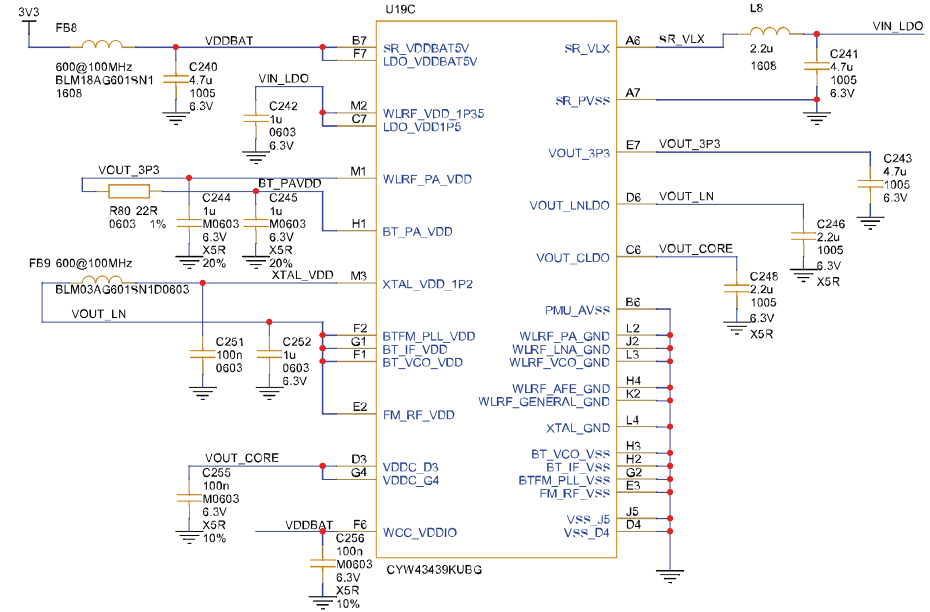 3V3
FB8
600@100MHz
BLM18AG601SN1
1608
VDDBAT
C240
4.7u
1005
6.3V
VIN_LDO
C242
1u
0603
6.3V
VOUT_3P3
R80 22R
0603 1%
BT_PAVDD
C244
1u
M0603
6.3V
X5R
20%
C245
1u
M0603
6.3V
X5R
20%
FB9 600@100MHz
BLM03AG601SN1D0603
XTAL_VDD
VOUT_LN
C251
100n
0603
C252
1u
0603
6.3V
VOUT_CORE
C255
100n
M0603
6.3V
X5R
10%
VDDBAT
C256
100n
M0603
6.3V
X5R
10%
U19C
B7 SR_VDDBAT5V
F7 LDO_VDDBAT5V
M2 WLRF_VDD_1P35
C7 LDO_VDD1P5
M1 WLRF_PA_VDD
H1 BT_PA_VDD
M3 XTAL_VDD_1P2
F2 BTFM_PLL_VDD
G1 BT_IF_VDD
F1 BT_VCO_VDD
E2 FM_RF_VDD
D3 VDDC_D3
G4 VDDC_G4
F6 WCC_VDDIO
SR_VLX A6
SR_PVSS A7
VOUT_3P3 E7
VOUT_LNLDO D6
VOUT_CLDO C6
PMU_AVSS B6
WLRF_PA_GND L2
WLRF_LNA_GND J2
WLRF_VCO_GND L3
WLRF_AFE_GND H4
WLRF_GENERAL_GND K2
XTAL_GND L4
BT_VCO_VSS H3
BT_IF_VSS H2
BTFM_PLL_VSS G2
FM_RF_VSS E3
VSS_J5 J5
VSS_D4 D4
CYW43439KUBG
SR_VLX
L8
2.2u
1608
VIN_LDO
C241
4.7u
1005
6.3V
VOUT_3P3
C243
4.7u
1005
6.3V
VOUT_LN
C246
2.2u
1005
6.3V
X5R
VOUT_CORE
C248
2.2u
1005
6.3V
X5R